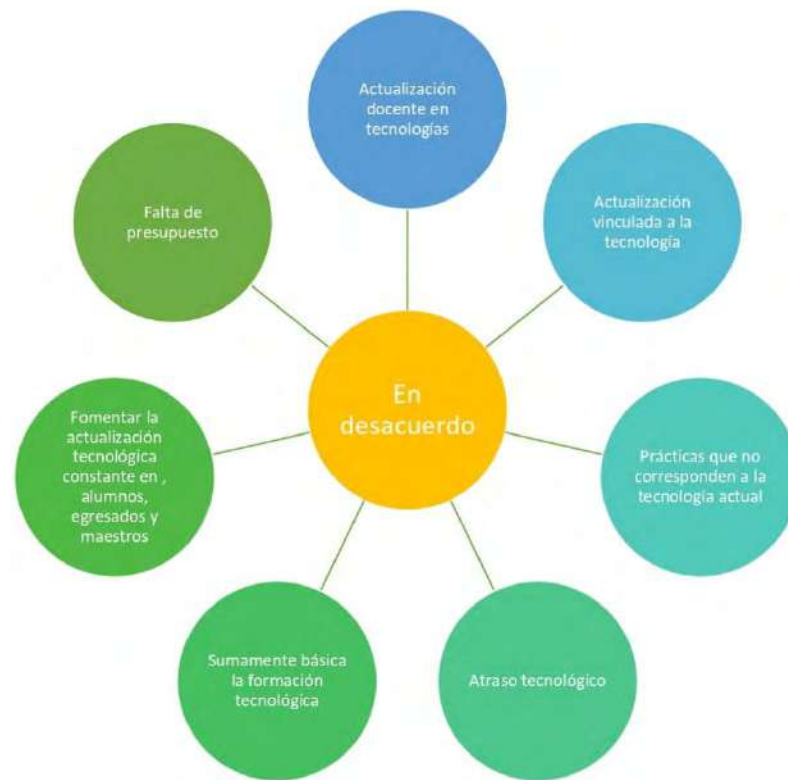 Actualización
docente en
tecnologías
Actualización
vinculada a la
tecnología
Prácticas que no
corresponden a la
tecnología actual
Atraso tecnológico
Sumamente básica
la formación
tecnológica
Fomentar la
actualización
tecnológica
constante en ,
alumnos,
egresados y
maestros
Falta de
presupuesto
En
desacuerdo